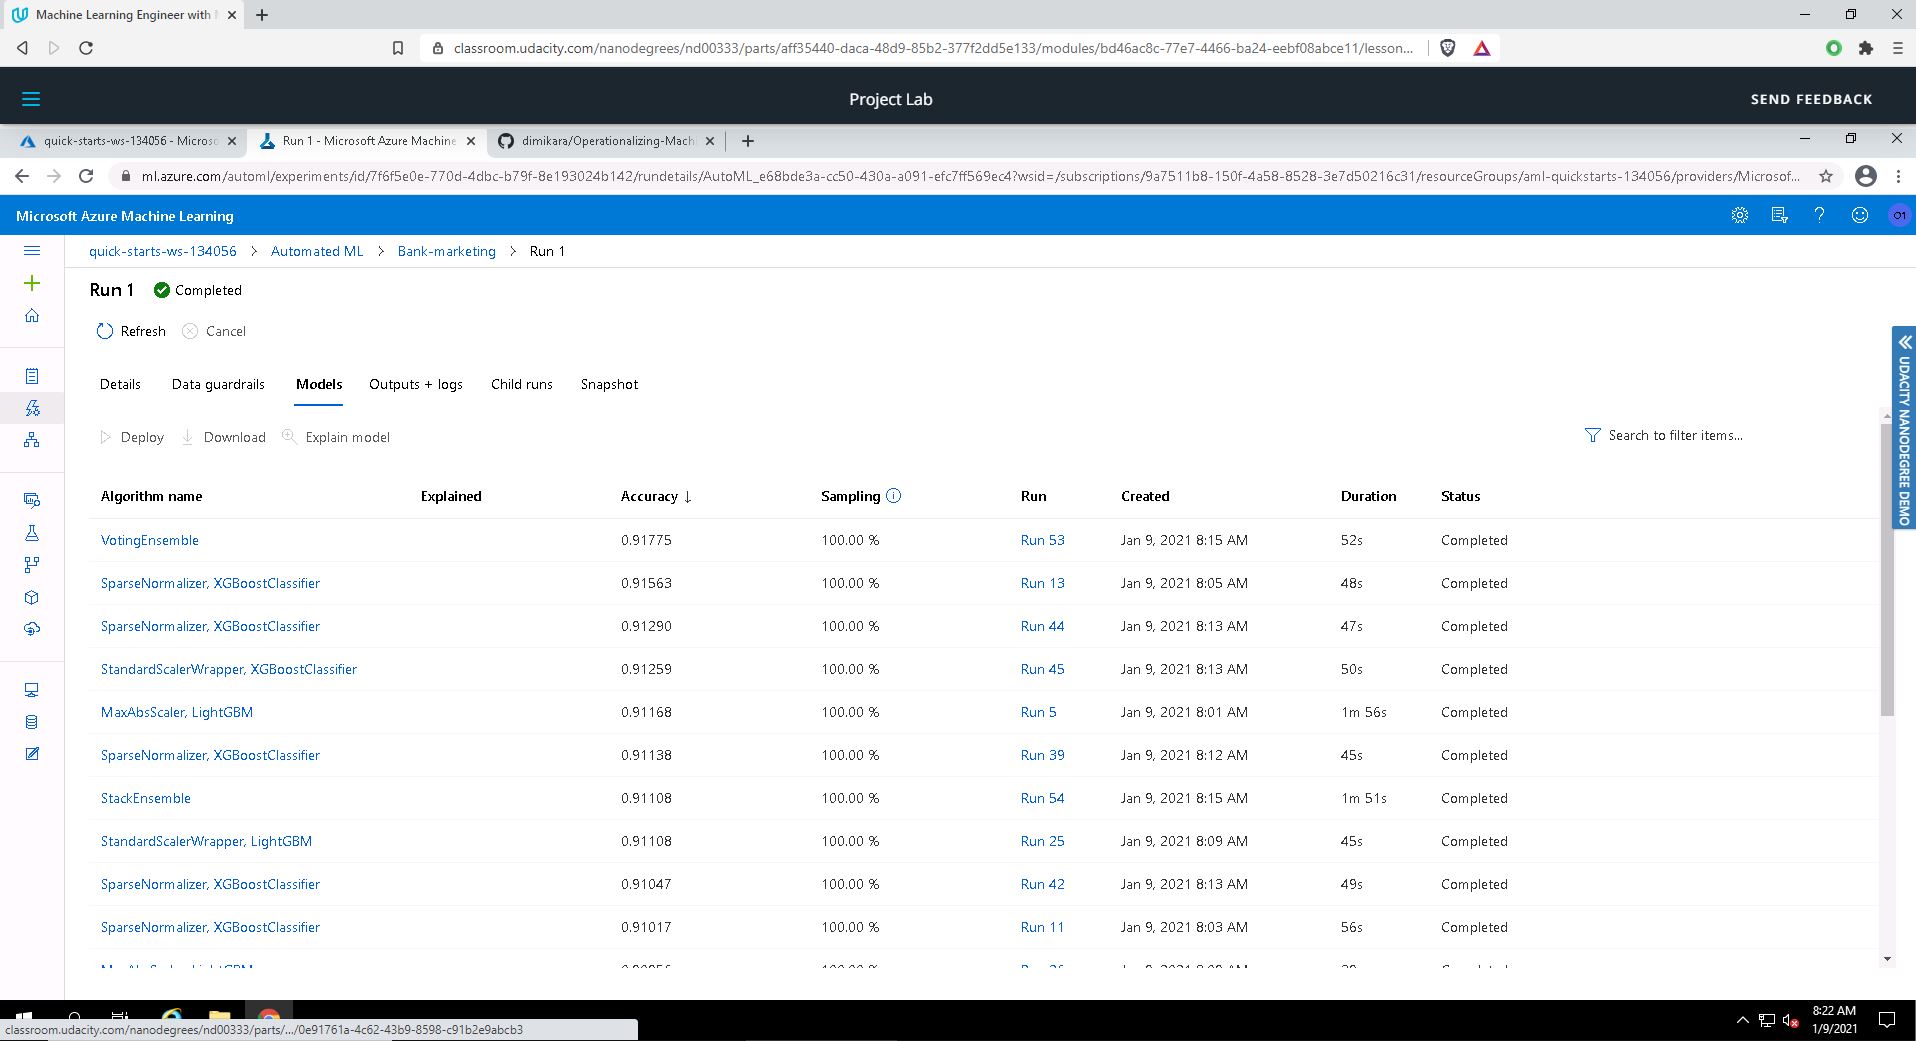 Machine Learning Engineer with
classroom.udacity.com/nanodegrees/nd00333/parts/aff35440-daca-48d9-85b2-377f2dd5e133/modules/bd46ac8c-77e7-4466-ba24-eebf08abce11/lesson...
Project Lab
SEND FEEDBACK
quick-starts-ws-134056 - Microso
Run 1 - Microsoft Azure Machine
dimikara/Operationalizing-Mach
ml.azure.com/automl/experiments/id/7f6f5e0e-770d-4dbc-b79f-8e193024b142/rundetails/AutoML_e68bde3a-cc50-430a-a091-efc7ff569ec4?wsid=/subscriptions/9a7511b8-150f-4a58-8528-3e7d50216c31/resourceGroups/aml-quickstarts-134056/providers/Microsof...
Microsoft Azure Machine Learning
O1
quick-starts-ws-134056 > Automated ML > Bank-marketing > Run 1
Run 1 Completed
Refresh Cancel
Details Data guardrails Models Outputs + logs Child runs Snapshot
Deploy Download Explain model Search to filter items...
UDACITY NANODEGREE DEMO
Algorithm name Explained Accuracy ↓ Sampling Run Created Duration Status
VotingEnsemble 0.91775 100.00 % Run 53 Jan 9, 2021 8:15 AM 52s Completed
SparseNormalizer, XGBoostClassifier 0.91563 100.00 % Run 13 Jan 9, 2021 8:05 AM 48s Completed
SparseNormalizer, XGBoostClassifier 0.91290 100.00 % Run 44 Jan 9, 2021 8:13 AM 47s Completed
StandardScalerWrapper, XGBoostClassifier 0.91259 100.00 % Run 45 Jan 9, 2021 8:13 AM 50s Completed
MaxAbsScaler, LightGBM 0.91168 100.00 % Run 5 Jan 9, 2021 8:01 AM 1m 56s Completed
SparseNormalizer, XGBoostClassifier 0.91138 100.00 % Run 39 Jan 9, 2021 8:12 AM 45s Completed
StackEnsemble 0.91108 100.00 % Run 54 Jan 9, 2021 8:15 AM 1m 51s Completed
StandardScalerWrapper, LightGBM 0.91108 100.00 % Run 25 Jan 9, 2021 8:09 AM 45s Completed
SparseNormalizer, XGBoostClassifier 0.91047 100.00 % Run 42 Jan 9, 2021 8:13 AM 49s Completed
SparseNormalizer, XGBoostClassifier 0.91017 100.00 % Run 11 Jan 9, 2021 8:03 AM 56s Completed
classroom.udacity.com/nanodegrees/nd00333/parts/.../0e91761a-4c62-43b9-8598-c91b2e9abcb3
8:22 AM
1/9/2021